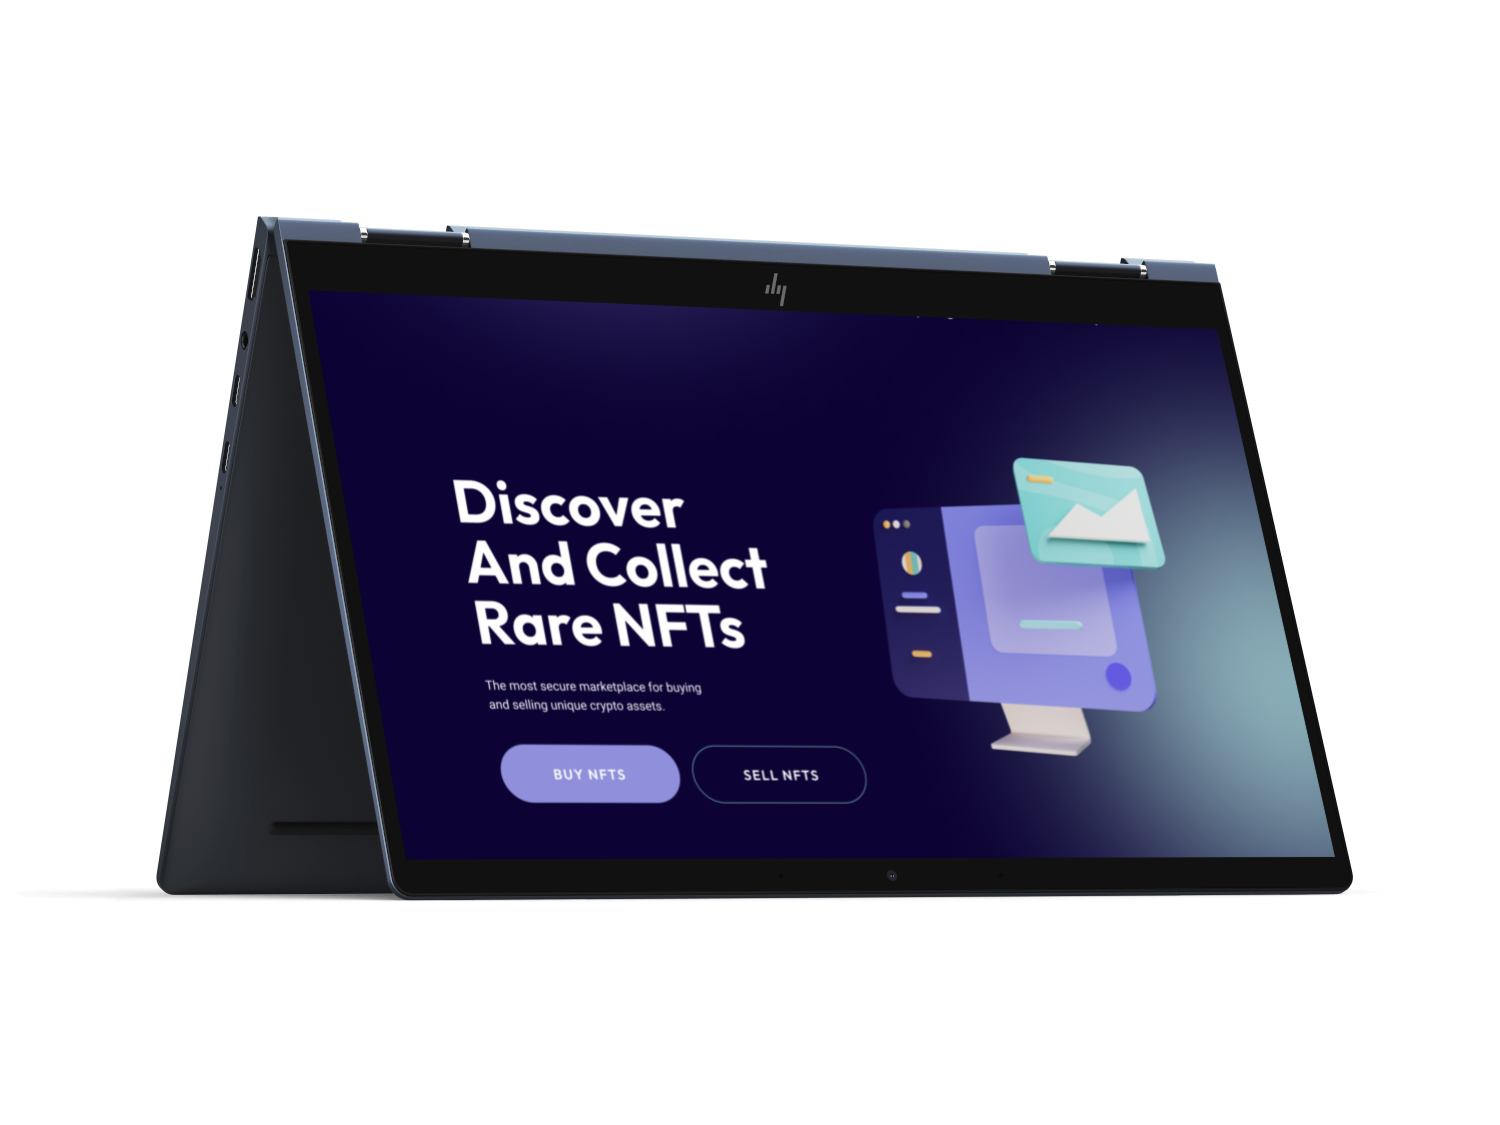 hp
Discover
And Collect
Rare NFTs
The most secure marketplace for buying
and selling unique crypto assets.
BUY NFTS
SELL NFTS